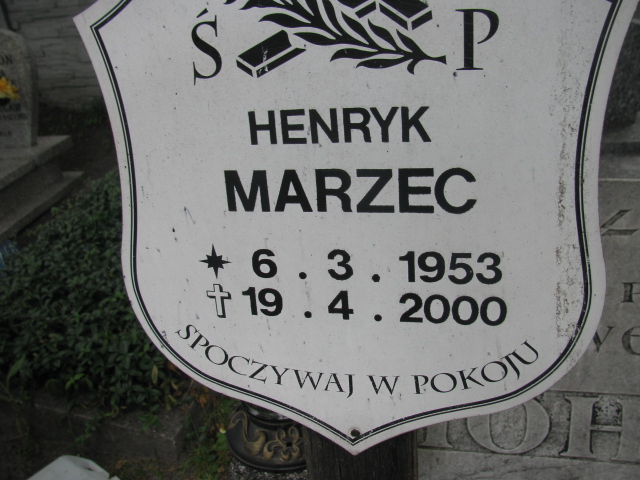 Ś P
HENRYK
MARZEC
6 . 3 . 1953
19 . 4 . 2000
SPOCZYWAJ W POKOJU